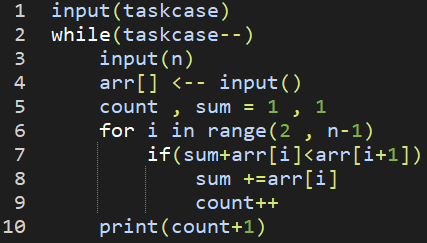 1 input(taskcase)
2 while(taskcase--)
3 input(n)
4 arr[] <-- input()
5 count , sum = 1 , 1
6 for i in range(2 , n-1)
7 if(sum+arr[i]<arr[i+1])
8 sum +=arr[i]
9 count++
10 print(count+1)